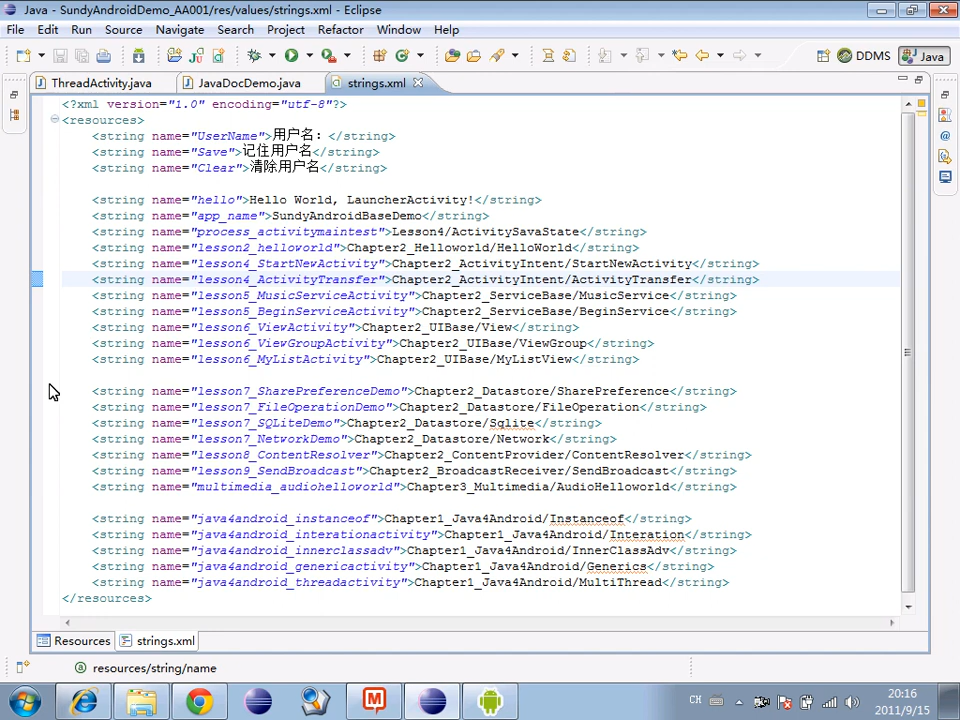 Java - SundyAndroidDemo_AA001/res/values/strings.xml - Eclipse
File Edit Run Source Navigate Search Project Refactor Window Help
DDMS Java
ThreadActivity.java JavaDocDemo.java strings.xml
<?xml version="1.0" encoding="utf-8"?>
<resources>
<string name="UserName">用户名：</string>
<string name="Save">记住用户名</string>
<string name="Clear">清除用户名</string>
<string name="hello">Hello World, LauncherActivity!</string>
<string name="app_name">SundyAndroidBaseDemo</string>
<string name="process_activitymaintest">Lesson4/ActivitySavaState</string>
<string name="lesson2_helloworld">Chapter2_Helloworld/HelloWorld</string>
<string name="lesson4_StartNewActivity">Chapter2_ActivityIntent/StartNewActivity</string>
<string name="lesson4_ActivityTransfer">Chapter2_ActivityIntent/ActivityTransfer</string>
<string name="lesson5_MusicServiceActivity">Chapter2_ServiceBase/MusicService</string>
<string name="lesson5_BeginServiceActivity">Chapter2_ServiceBase/BeginService</string>
<string name="lesson6_ViewActivity">Chapter2_UIBase/View</string>
<string name="lesson6_ViewGroupActivity">Chapter2_UIBase/ViewGroup</string>
<string name="lesson6_MyListActivity">Chapter2_UIBase/MyListView</string>
<string name="lesson7_SharePreferenceDemo">Chapter2_Datastore/SharePreference</string>
<string name="lesson7_FileOperationDemo">Chapter2_Datastore/FileOperation</string>
<string name="lesson7_SQLiteDemo">Chapter2_Datastore/Sqlite</string>
<string name="lesson7_NetworkDemo">Chapter2_Datastore/Network</string>
<string name="lesson8_ContentResolver">Chapter2_ContentProvider/ContentResolver</string>
<string name="lesson9_SendBroadcast">Chapter2_BroadcastReceiver/SendBroadcast</string>
<string name="multimedia_audiohelloworld">Chapter3_Multimedia/AudioHelloworld</string>
<string name="java4android_instanceof">Chapter1_Java4Android/Instanceof</string>
<string name="java4android_interationactivity">Chapter1_Java4Android/Interation</string>
<string name="java4android_innerclassadv">Chapter1_Java4Android/InnerClassAdv</string>
<string name="java4android_genericactivity">Chapter1_Java4Android/Generics</string>
<string name="java4android_threadactivity">Chapter1_Java4Android/MultiThread</string>
</resources>
Resources strings.xml
resources/string/name
CH
20:16
2011/9/15